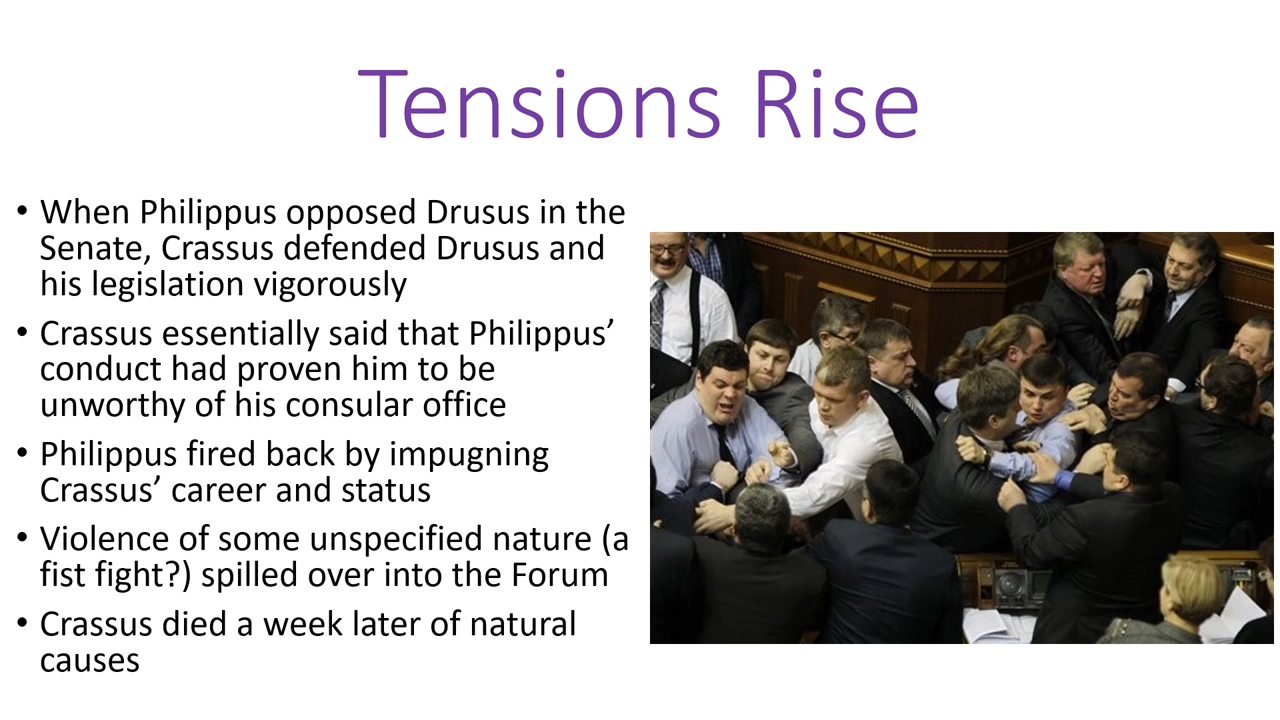 Tensions Rise
• When Philippus opposed Drusus in the
Senate, Crassus defended Drusus and
his legislation vigorously
• Crassus essentially said that Philippus’
conduct had proven him to be
unworthy of his consular office
• Philippus fired back by impugning
Crassus’ career and status
• Violence of some unspecified nature (a
fist fight?) spilled over into the Forum
• Crassus died a week later of natural
causes